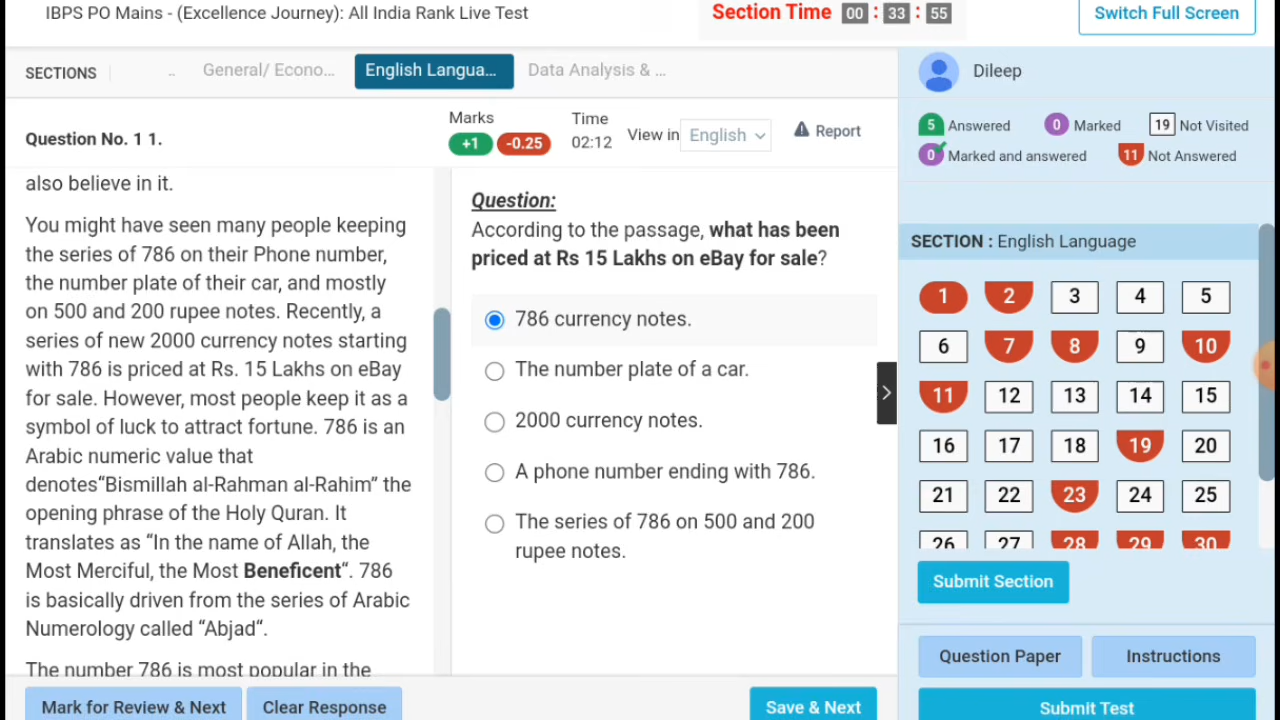 IBPS PO Mains - (Excellence Journey): All India Rank Live Test
Section Time 00 : 33 : 55
Switch Full Screen
SECTIONS
..
General/ Econo...
English Langua...
Data Analysis & ...
Dileep
Question No. 1 1.
Marks
+1 -0.25
Time
02:12
View in English
Report
5 Answered
0 Marked
19 Not Visited
0 Marked and answered
11 Not Answered
also believe in it.
You might have seen many people keeping
the series of 786 on their Phone number,
the number plate of their car, and mostly
on 500 and 200 rupee notes. Recently, a
series of new 2000 currency notes starting
with 786 is priced at Rs. 15 Lakhs on eBay
for sale. However, most people keep it as a
symbol of luck to attract fortune. 786 is an
Arabic numeric value that
denotes“Bismillah al-Rahman al-Rahim” the
opening phrase of the Holy Quran. It
translates as “In the name of Allah, the
Most Merciful, the Most Beneficent“. 786
is basically driven from the series of Arabic
Numerology called “Abjad“.
The number 786 is most popular in the
Question:
According to the passage, what has been
priced at Rs 15 Lakhs on eBay for sale?
786 currency notes.
The number plate of a car.
2000 currency notes.
A phone number ending with 786.
The series of 786 on 500 and 200
rupee notes.
SECTION : English Language
1 2 3 4 5
6 7 8 9 10
11 12 13 14 15
16 17 18 19 20
21 22 23 24 25
26 27 28 29 30
Submit Section
Question Paper
Instructions
Mark for Review & Next
Clear Response
Save & Next
Submit Test